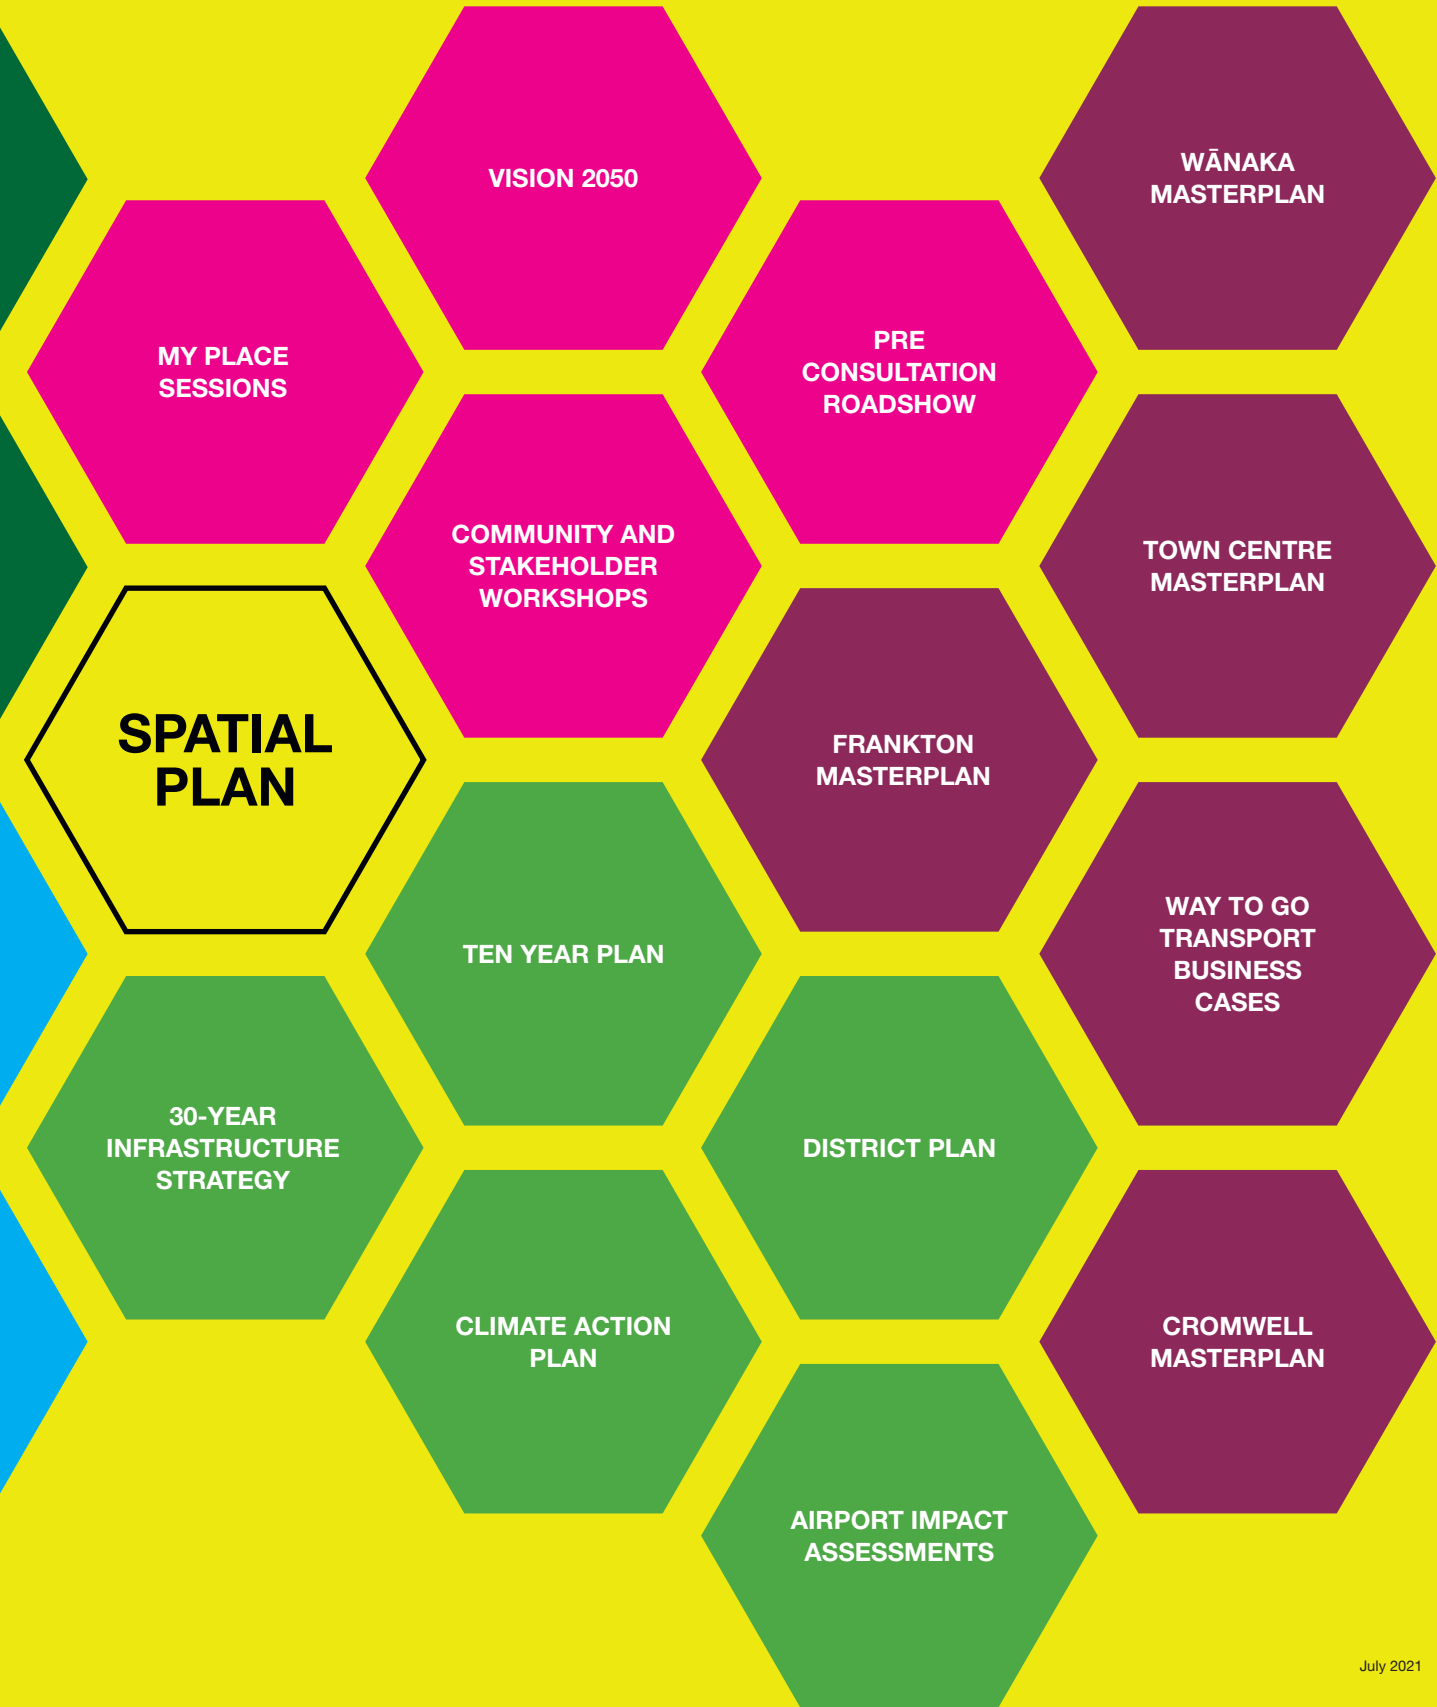 VISION 2050
WĀNAKA
MASTERPLAN
MY PLACE
SESSIONS
PRE
CONSULTATION
ROADSHOW
COMMUNITY AND
STAKEHOLDER
WORKSHOPS
TOWN CENTRE
MASTERPLAN
SPATIAL
PLAN
FRANKTON
MASTERPLAN
TEN YEAR PLAN
WAY TO GO
TRANSPORT
BUSINESS
CASES
30-YEAR
INFRASTRUCTURE
STRATEGY
DISTRICT PLAN
CLIMATE ACTION
PLAN
CROMWELL
MASTERPLAN
AIRPORT IMPACT
ASSESSMENTS
July 2021